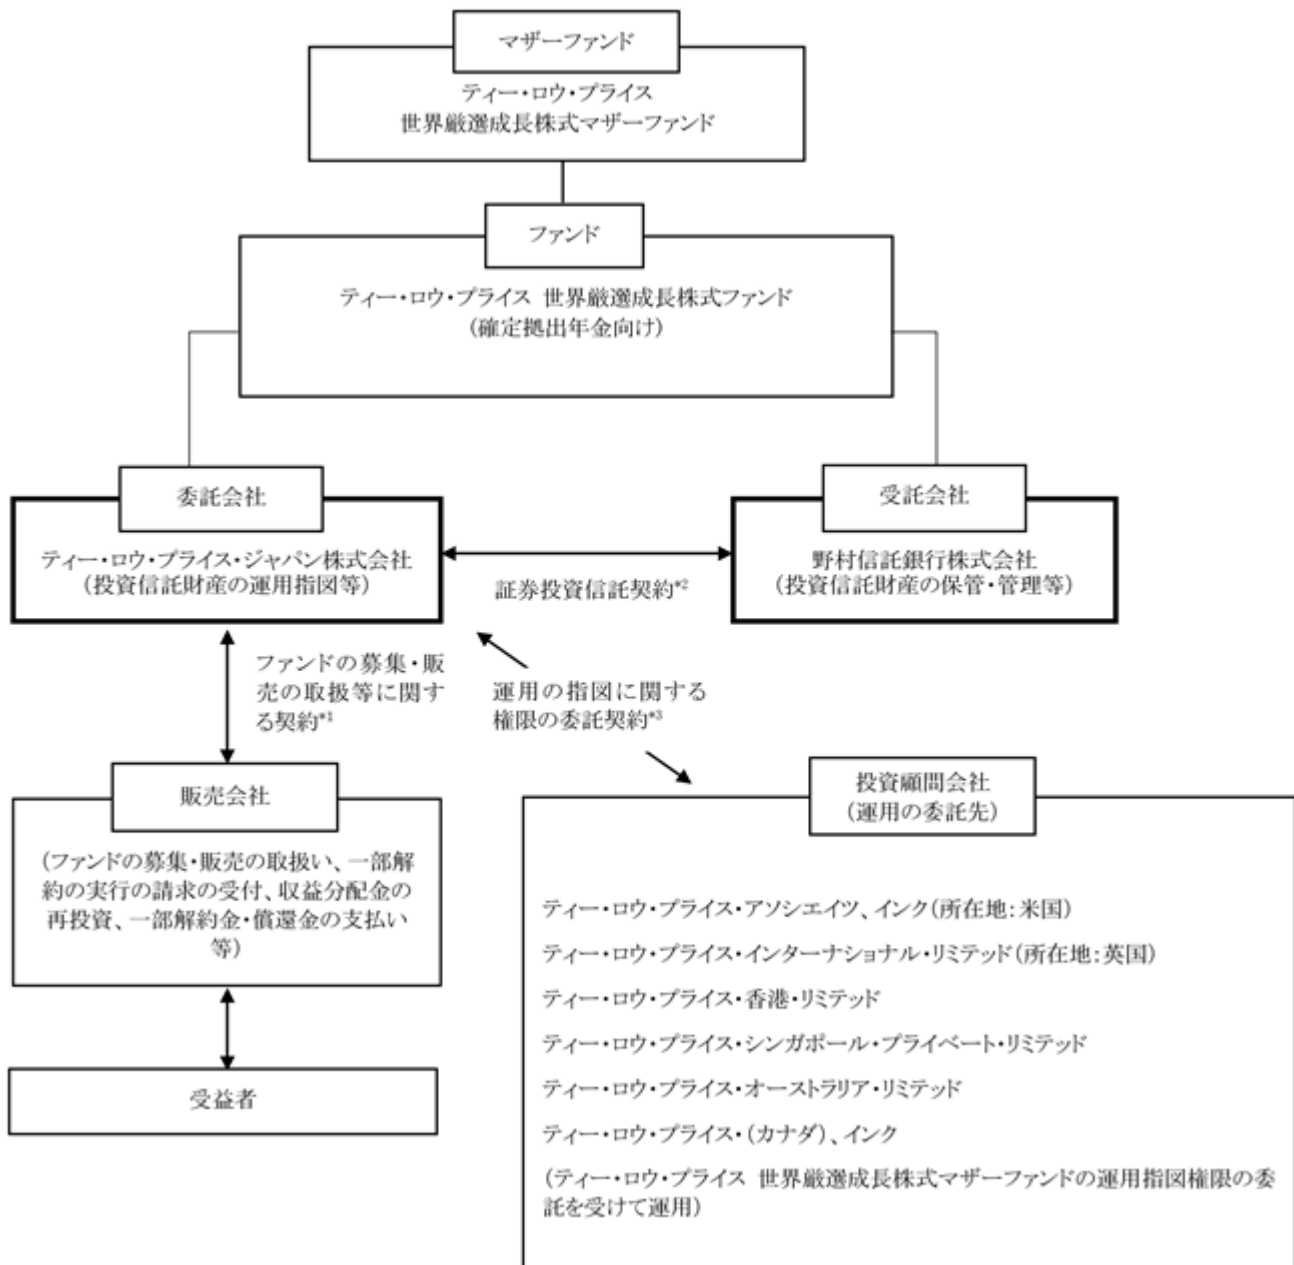 マザーファンド
ティー・ロウ・プライス
世界厳選成長株式マザーファンド
ファンド
ティー・ロウ・プライス 世界厳選成長株式ファンド
(確定拠出年金向け)
委託会社
ティー・ロウ・プライス・ジャパン株式会社
(投資信託財産の運用指図等)
証券投資信託契約*2
受託会社
野村信託銀行株式会社
(投資信託財産の保管・管理等)
ファンドの募集・販
売の取扱等に関す
る契約*1
運用の指図に関する
権限の委託契約*3
販売会社
(ファンドの募集・販売の取扱い、一部解
約の実行の請求の受付、収益分配金の
再投資、一部解約金・償還金の支払い
等)
受益者
投資顧問会社
(運用の委託先)
ティー・ロウ・プライス・アソシエイツ、インク(所在地:米国)
ティー・ロウ・プライス・インターナショナル・リミテッド(所在地:英国)
ティー・ロウ・プライス・香港・リミテッド
ティー・ロウ・プライス・シンガポール・プライベート・リミテッド
ティー・ロウ・プライス・オーストラリア・リミテッド
ティー・ロウ・プライス・(カナダ)、インク
(ティー・ロウ・プライス 世界厳選成長株式マザーファンドの運用指図権限の委
託を受けて運用)